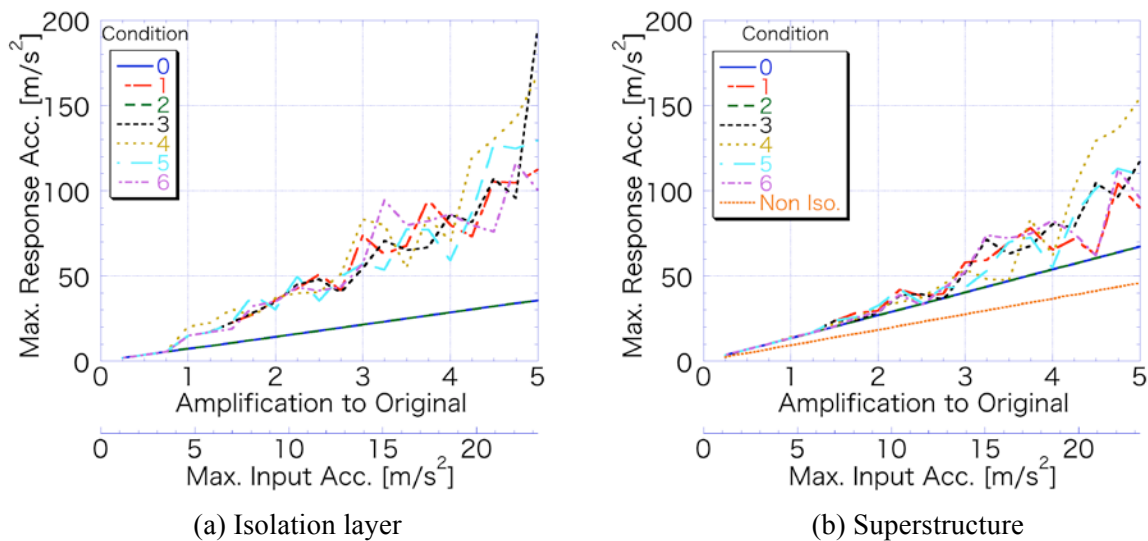 200
150
100
50
0
Max. Response Acc. [m/s²]
Condition
0
1
2
3
4
5
6
0 1 2 3 4 5
Amplification to Original
0 5 10 15 20
Max. Input Acc. [m/s²]
(a) Isolation layer
200
150
100
50
0
Max. Response Acc. [m/s²]
Condition
0
1
2
3
4
5
6
Non Iso.
0 1 2 3 4 5
Amplification to Original
0 5 10 15 20
Max. Input Acc. [m/s²]
(b) Superstructure